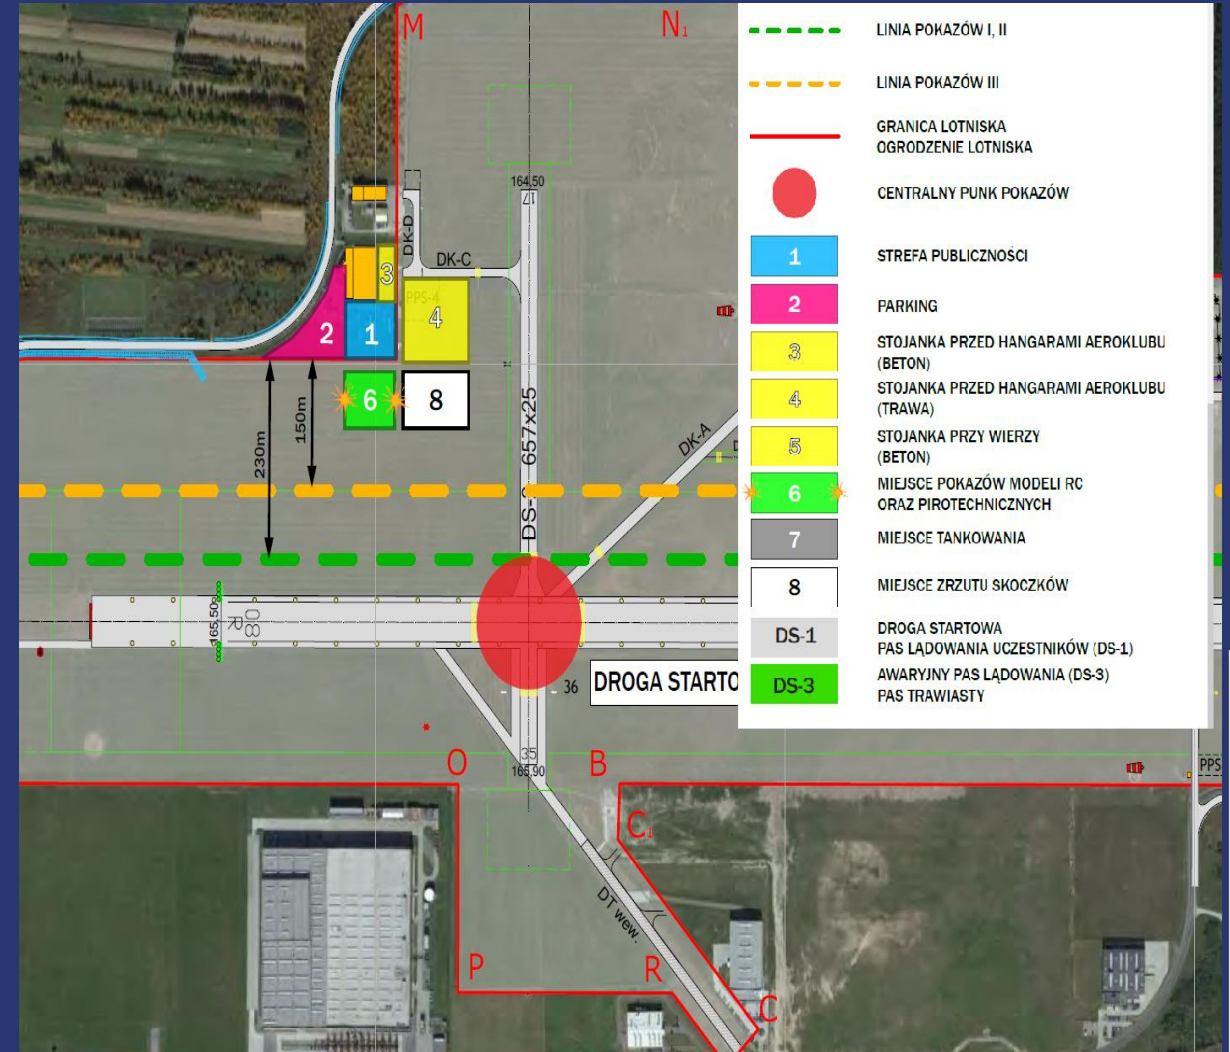 M
N₁
LINIA POKAZÓW I, II
LINIA POKAZÓW III
GRANICA LOTNISKA
OGRODZENIE LOTNISKA
CENTRALNY PUNK POKAZÓW
1 STREFA PUBLICZNOŚCI
2 PARKING
3 STOJANKA PRZED HANGARAMI AEROKLUBU
(BETON)
4 STOJANKA PRZED HANGARAMI AEROKLUBU
(TRAWA)
5 STOJANKA PRZY WIERZY
(BETON)
6 MIEJSCE POKAZÓW MODELI RC
ORAZ PIROTECHNICZNYCH
7 MIEJSCE TANKOWANIA
8 MIEJSCE ZRZUTU SKOCZKÓW
DS-1 DROGA STARTOWA
PAS LĄDOWANIA UCZESTNIKÓW (DS-1)
DS-3 AWARYJNY PAS LĄDOWANIA (DS-3)
PAS TRAWIASTY
164,50
17
DK-D
DK-C
3
PPS-4
4
2
1
6
8
150m
230m
657x25
DS-
DK-A
165,50
08
R
36
DROGA STARTO
35
165,90
O
B
PPS
C₁
DT wew.
P
R
C